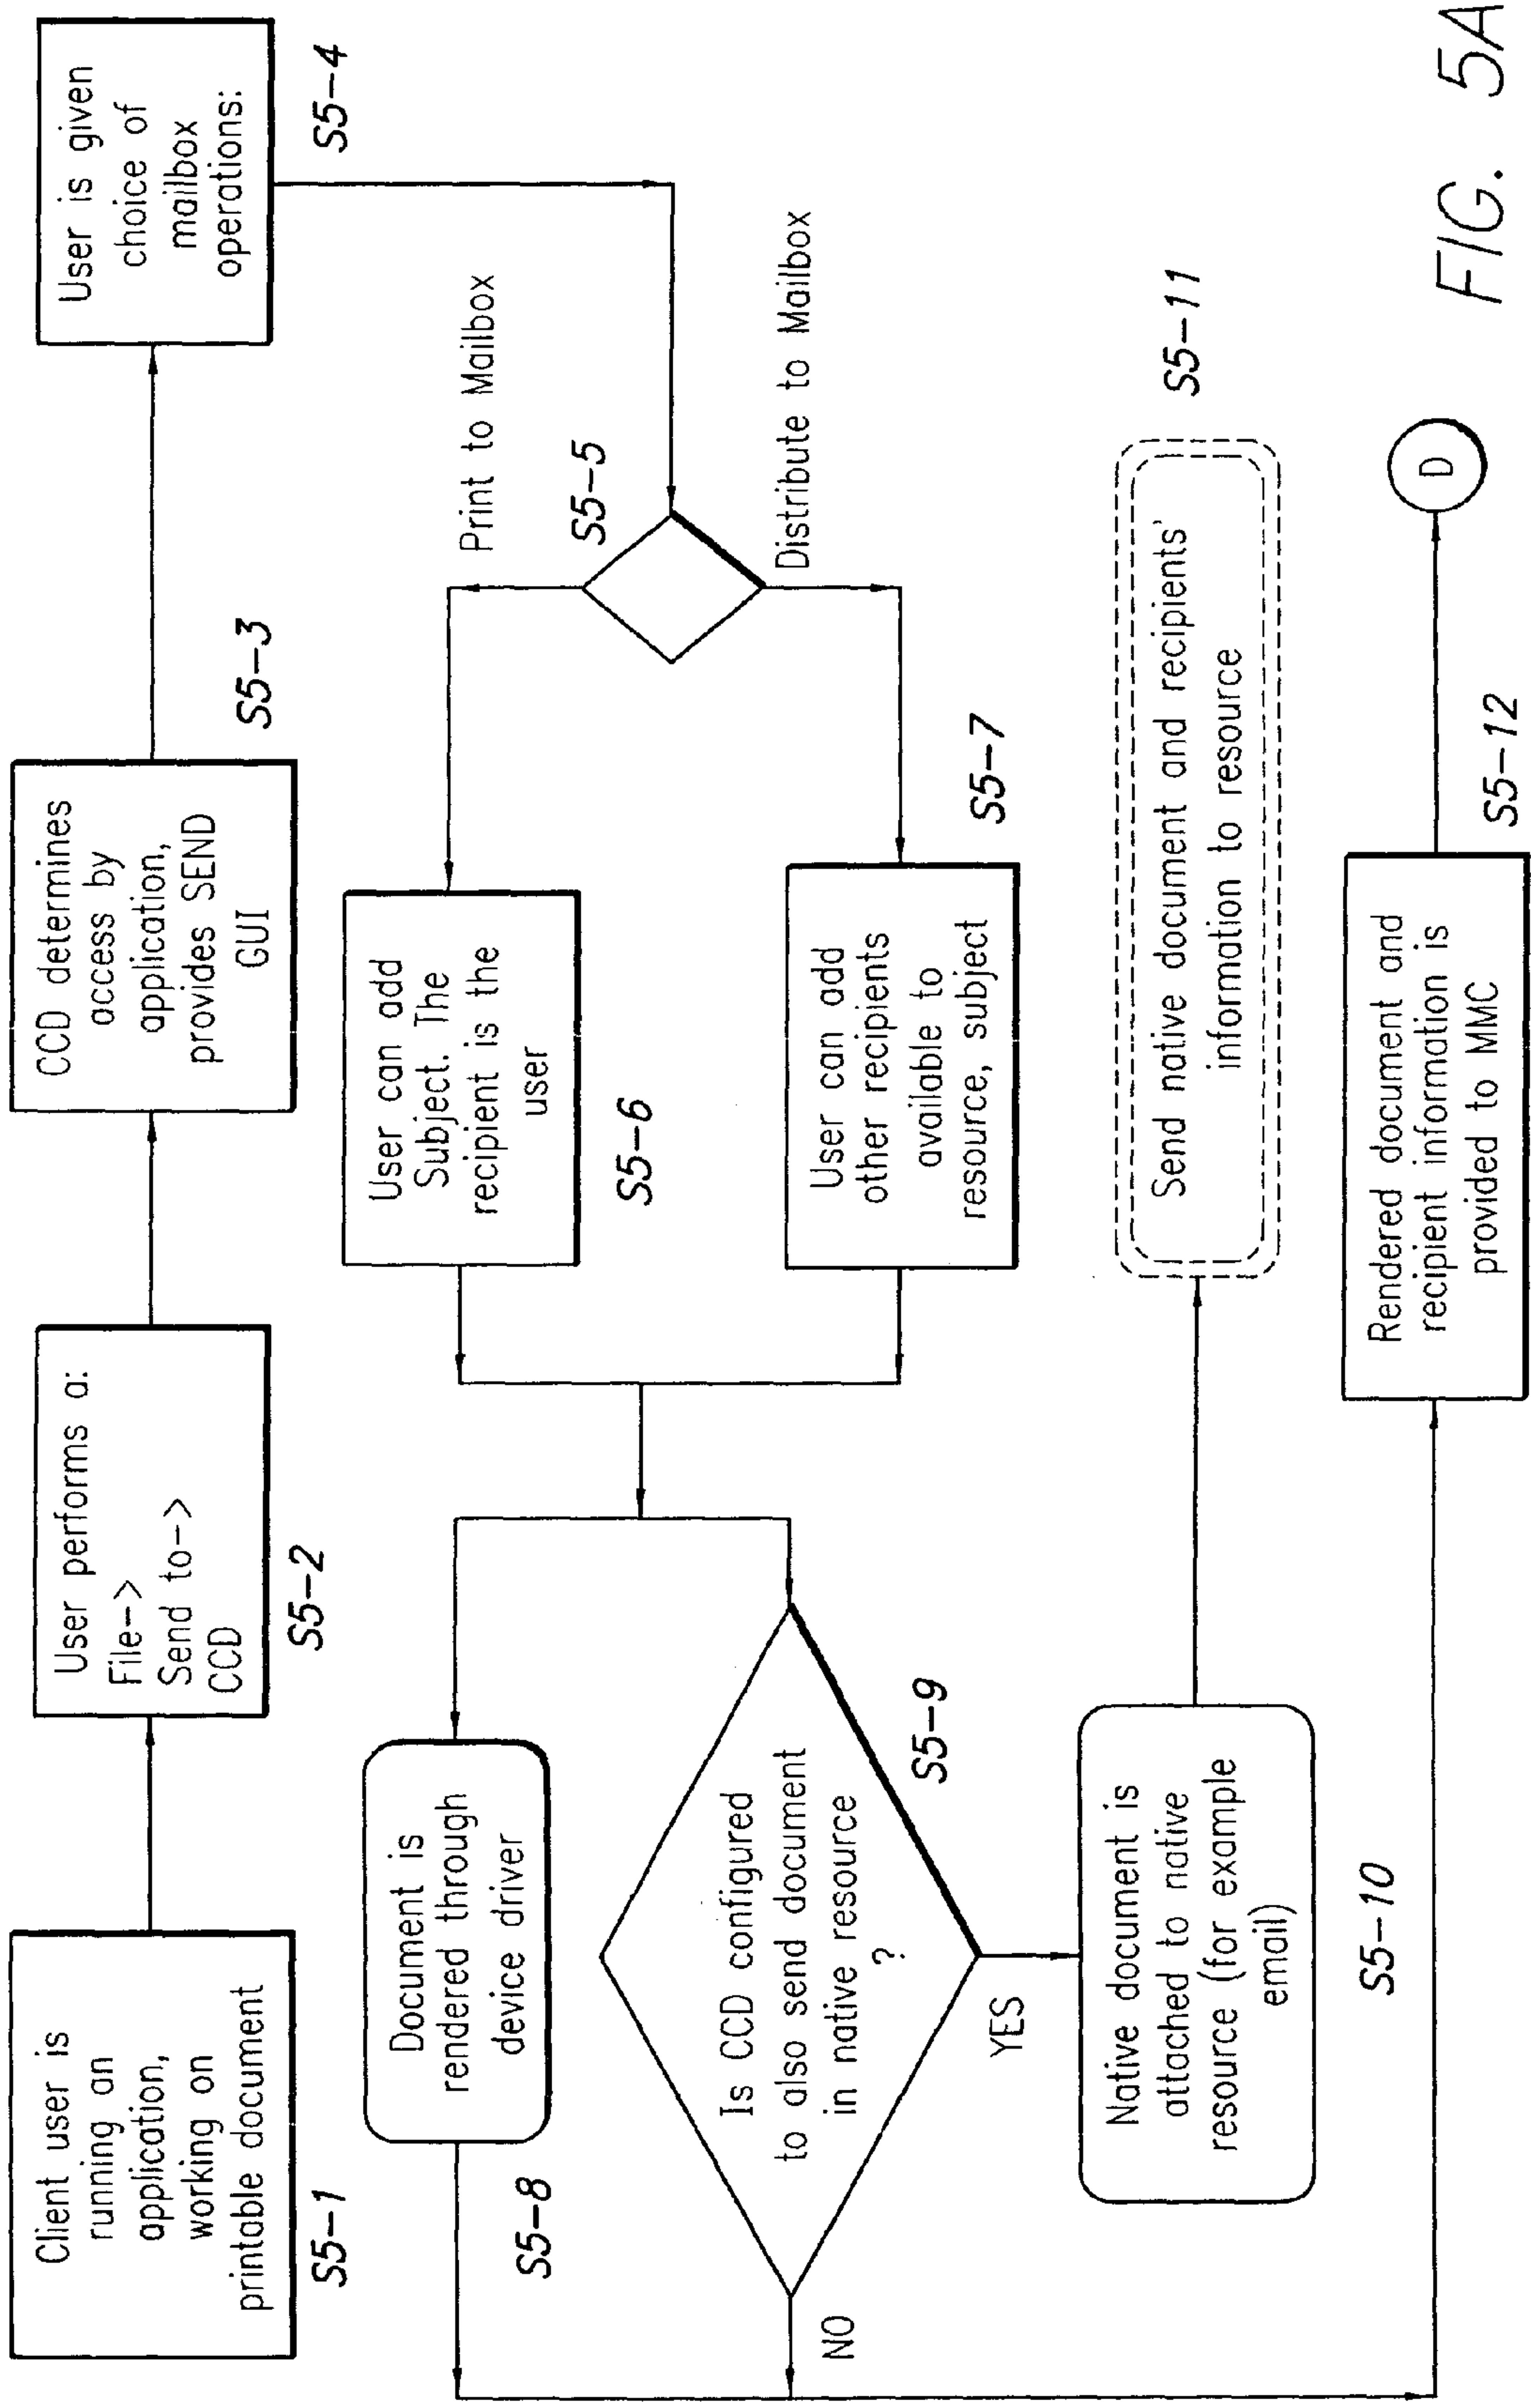 Client user is
running an
application,
working on
printable document
S5-1
User performs a:
File->
Send to->
CCD
S5-2
CCD determines
access by
application,
provides SEND
GUI
S5-3
User is given
choice of
mailbox
operations:
S5-4
Print to Mailbox
S5-5
Distribute to Mailbox
User can add
Subject. The
recipient is the
user
S5-6
User can add
other recipients
available to
resource, subject
S5-7
Document is
rendered through
device driver
S5-8
Is CCD configured
to also send document
in native resource
?
S5-9
YES
NO
Native document is
attached to native
resource (for example
email)
S5-10
Send native document and recipients'
information to resource
S5-11
Rendered document and
recipient information is
provided to MMC
S5-12
D
FIG. 5A